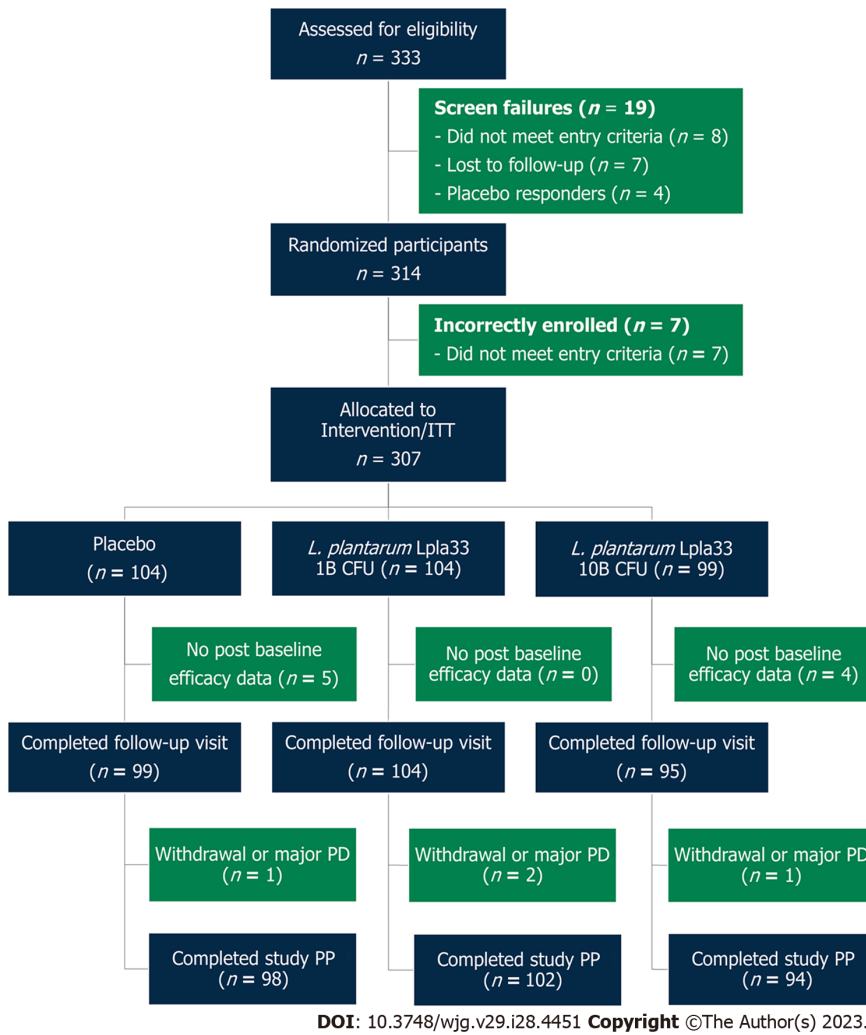 Assessed for eligibility
n = 333
Screen failures (n = 19)
- Did not meet entry criteria (n = 8)
- Lost to follow-up (n = 7)
- Placebo responders (n = 4)
Randomized participants
n = 314
Incorrectly enrolled (n = 7)
- Did not meet entry criteria (n = 7)
Allocated to
Intervention/ITT
n = 307
Placebo
(n = 104)
L. plantarum Lpla33
1B CFU (n = 104)
L. plantarum Lpla33
10B CFU (n = 99)
No post baseline
efficacy data (n = 5)
No post baseline
efficacy data (n = 0)
No post baseline
efficacy data (n = 4)
Completed follow-up visit
(n = 99)
Completed follow-up visit
(n = 104)
Completed follow-up visit
(n = 95)
Withdrawal or major PD
(n = 1)
Withdrawal or major PD
(n = 2)
Withdrawal or major PD
(n = 1)
Completed study PP
(n = 98)
Completed study PP
(n = 102)
Completed study PP
(n = 94)
DOI: 10.3748/wjg.v29.i28.4451 Copyright ©The Author(s) 2023.